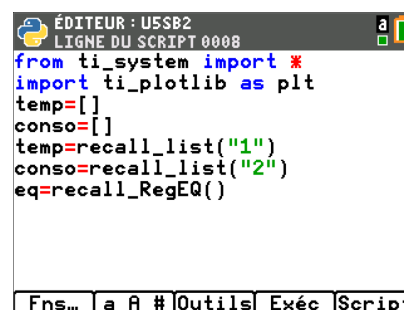 ÉDITEUR : U5SB2
LIGNE DU SCRIPT 0008
a
from ti_system import *
import ti_plotlib as plt
temp=[]
conso=[]
temp=recall_list("1")
conso=recall_list("2")
eq=recall_RegEQ()
Fns… a A # Outils Exéc Script